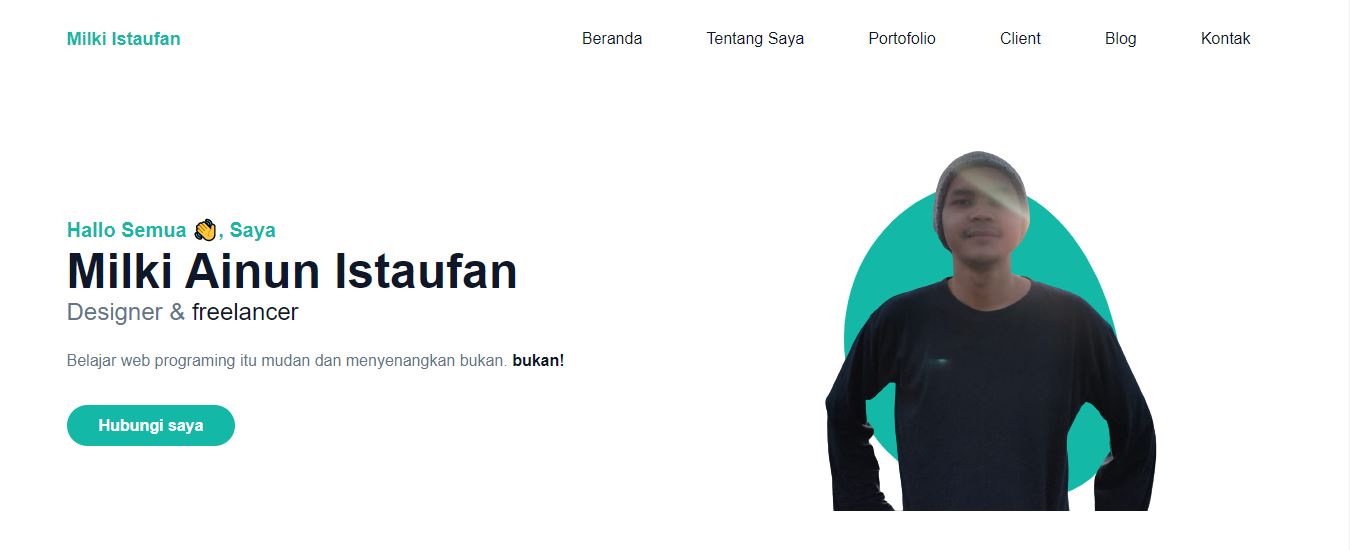 Milki Istaufan
Beranda Tentang Saya Portofolio Client Blog Kontak
Hallo Semua 👋, Saya
Milki Ainun Istaufan
Designer & freelancer
Belajar web programing itu mudan dan menyenangkan bukan. bukan!
Hubungi saya